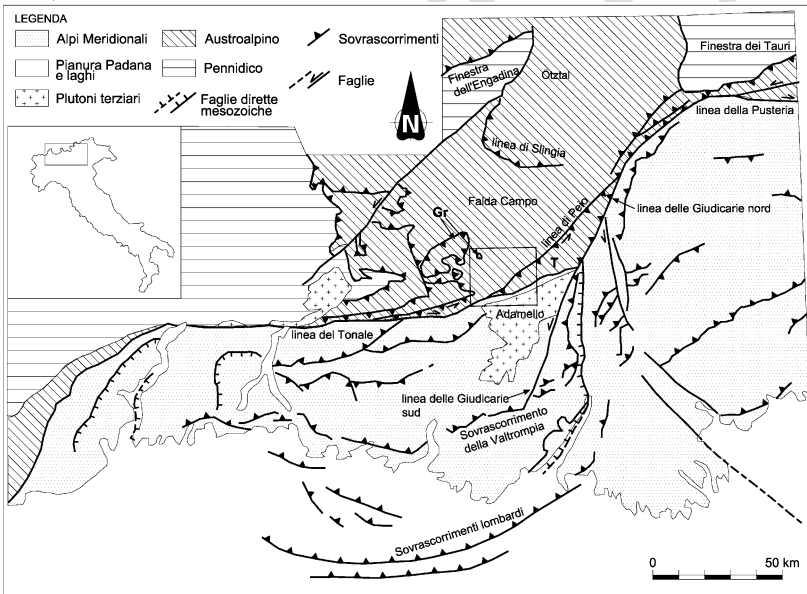 LEGENDA
Alpi Meridionali
Austroalpino
Sovrascorrimenti
Pianura Padana
e laghi
Pennidico
Faglie
Plutoni terziari
Faglie dirette
mesozoiche
N
Finestra
dell'Engadina
Ötztal
Finestra dei Tauri
linea della Pusteria
linea di Slingia
Falda Campo
linea di Peio
linea delle Giudicarie nord
Gr
T
Adamello
linea del Tonale
linea delle Giudicarie
sud
Sovrascorrimento
della Valtrompia
Sovrascorrimenti lombardi
0
50 km